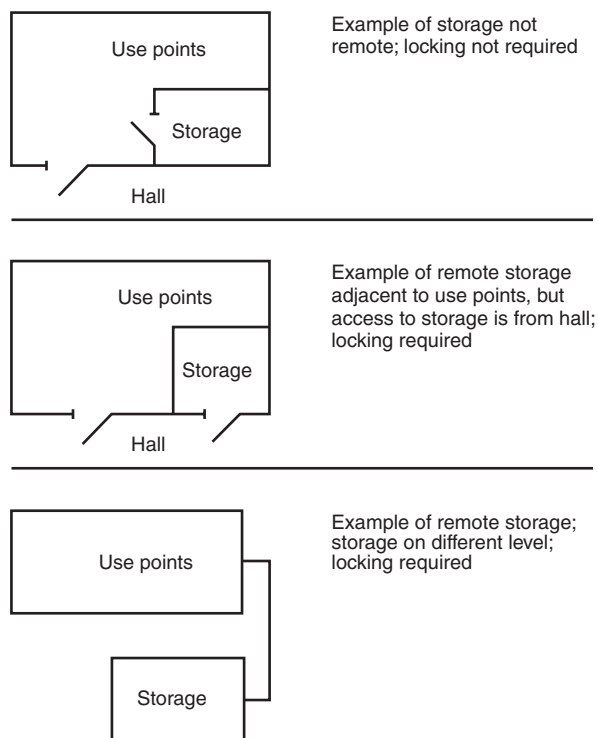 Use points
Storage
Hall
Example of storage not
remote; locking not required
Use points
Storage
Hall
Example of remote storage
adjacent to use points, but
access to storage is from hall;
locking required
Use points
Storage
Example of remote storage;
storage on different level;
locking required